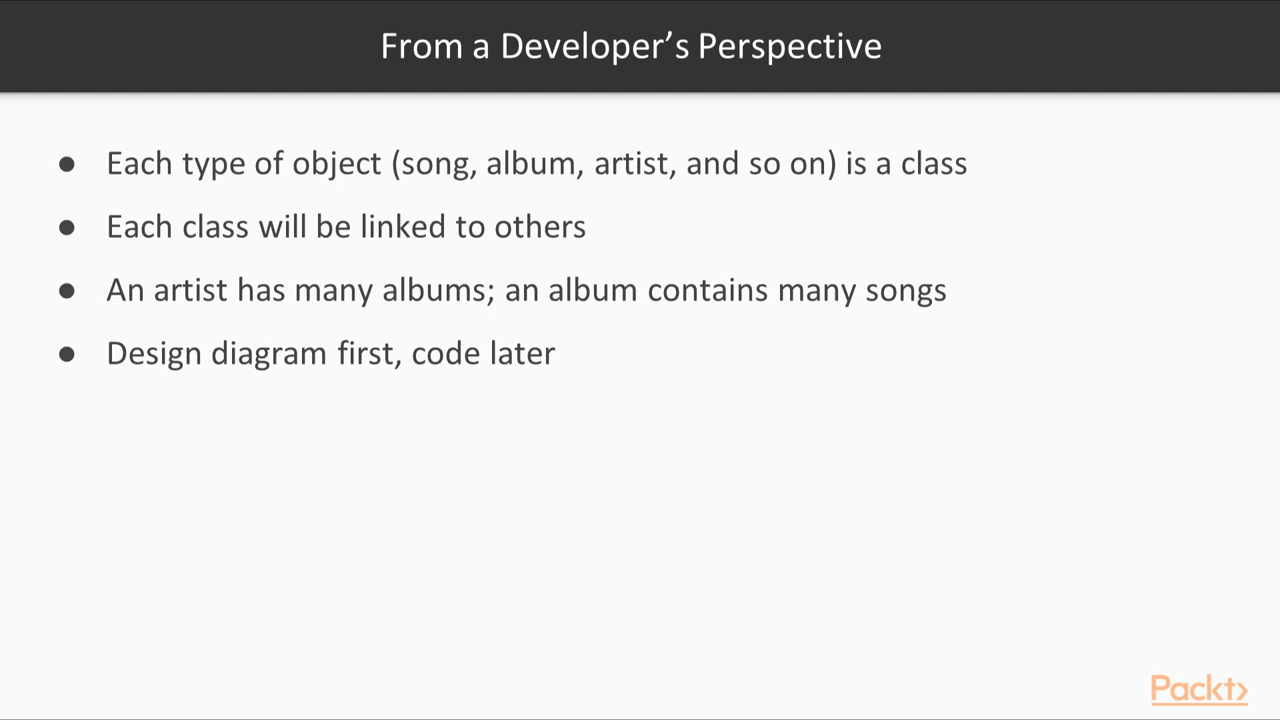 From a Developer’s Perspective
● Each type of object (song, album, artist, and so on) is a class
● Each class will be linked to others
● An artist has many albums; an album contains many songs
● Design diagram first, code later
Packt>